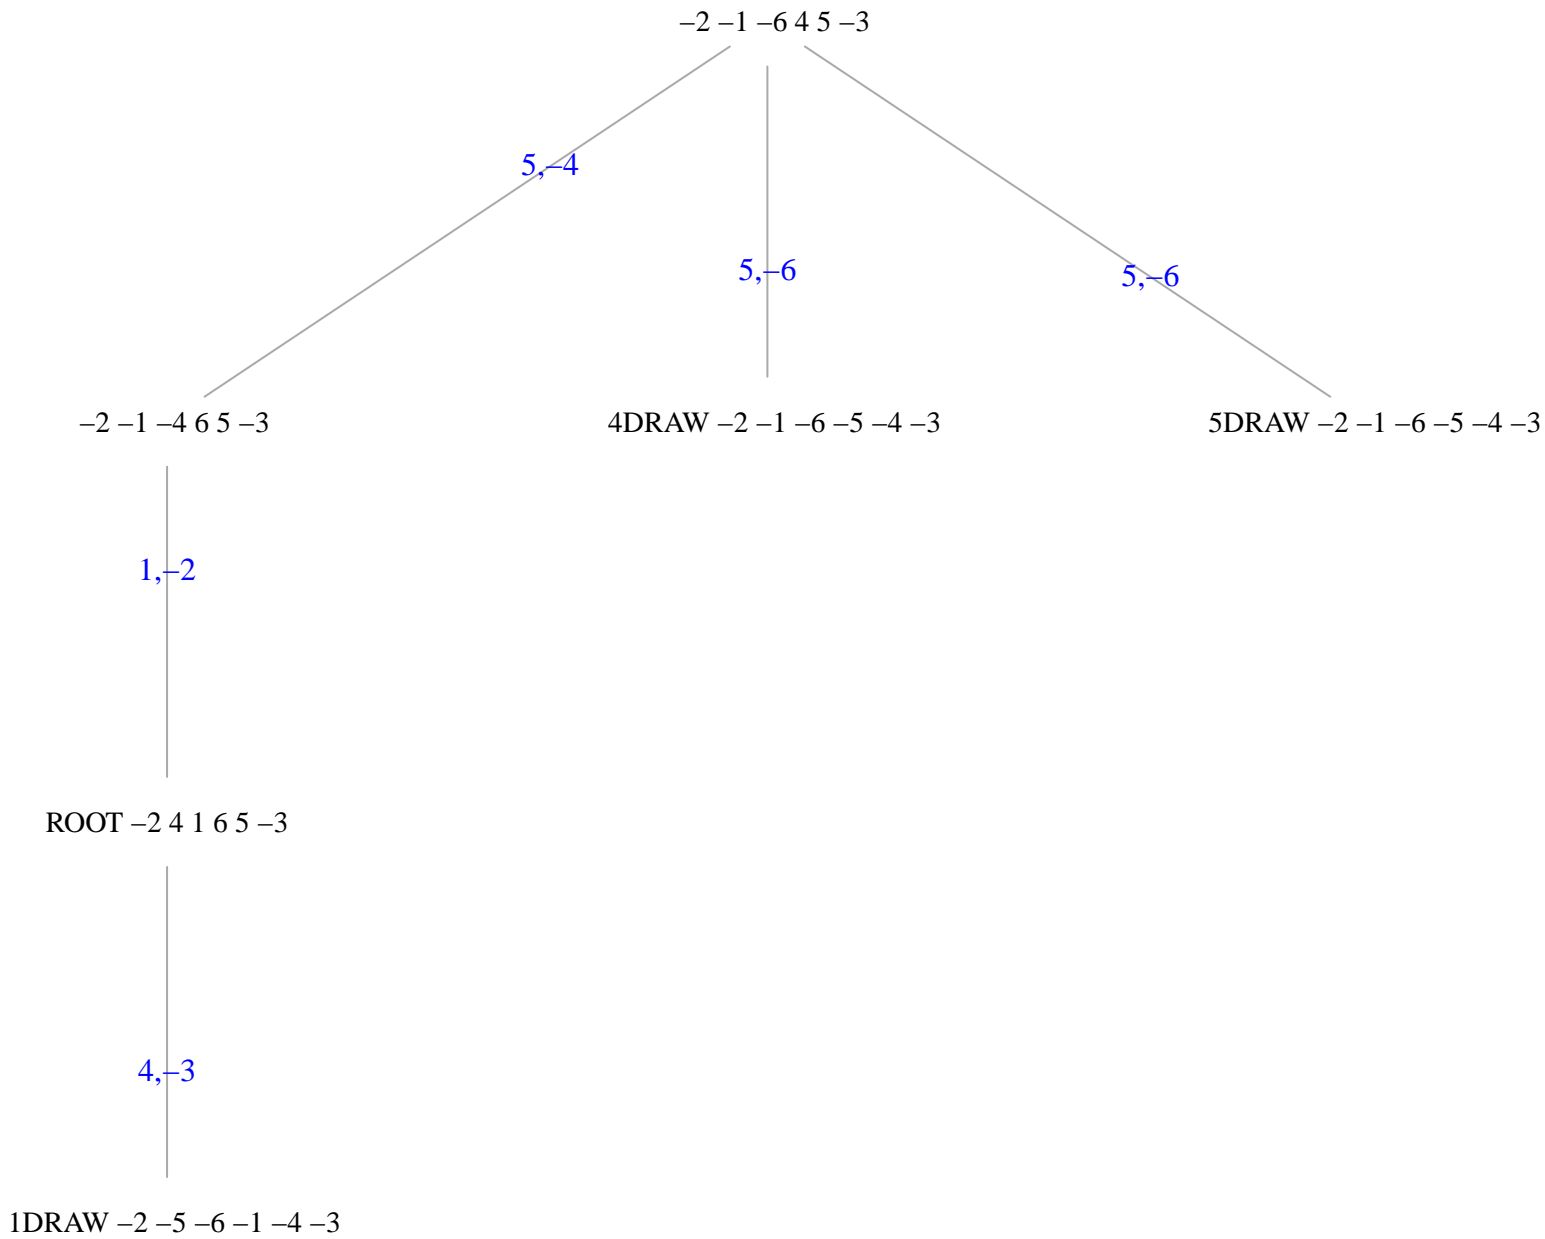 –2 –1 –6 4 5 –3
5,–4
5,–6
5,–6
–2 –1 –4 6 5 –3
4DRAW –2 –1 –6 –5 –4 –3
5DRAW –2 –1 –6 –5 –4 –3
1,–2
ROOT –2 4 1 6 5 –3
4,–3
1DRAW –2 –5 –6 –1 –4 –3